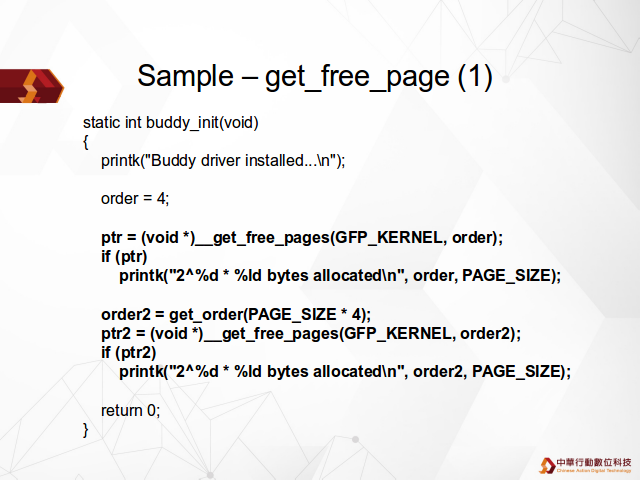 Sample – get_free_page (1)
static int buddy_init(void)
{
printk("Buddy driver installed...\n");
order = 4;
ptr = (void *)__get_free_pages(GFP_KERNEL, order);
if (ptr)
printk("2^%d * %ld bytes allocated\n", order, PAGE_SIZE);
order2 = get_order(PAGE_SIZE * 4);
ptr2 = (void *)__get_free_pages(GFP_KERNEL, order2);
if (ptr2)
printk("2^%d * %ld bytes allocated\n", order2, PAGE_SIZE);
return 0;
}
中華行動數位科技
Chinese Action Digital Technology